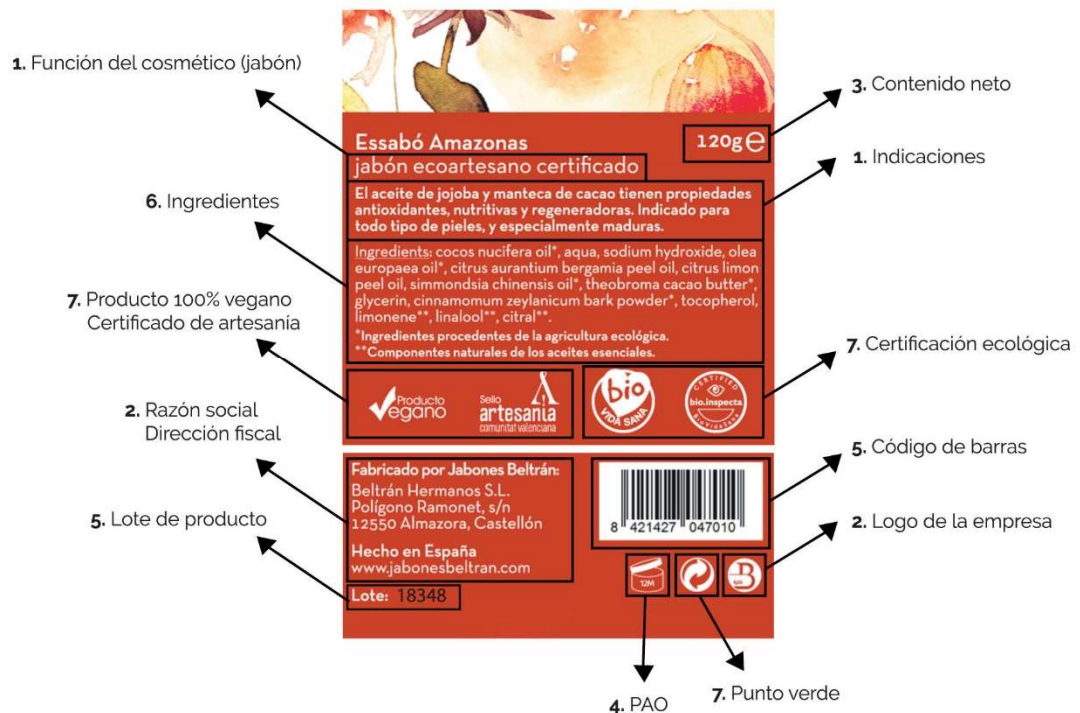 1. Función del cosmético (jabón)
3. Contenido neto
Essabó Amazonas
120g e
jabón ecoartesano certificado
1. Indicaciones
El aceite de jojoba y manteca de cacao tienen propiedades
antioxidantes, nutritivas y regeneradoras. Indicado para
todo tipo de pieles, y especialmente maduras.
6. Ingredientes
Ingredients: cocos nucifera oil*, aqua, sodium hydroxide, olea
europaea oil*, citrus aurantium bergamia peel oil, citrus limon
peel oil, simmondsia chinensis oil*, theobroma cacao butter*,
glycerin, cinnamomum zeylanicum bark powder*, tocopherol,
limonene**, linalool**, citral**.
*Ingredientes procedentes de la agricultura ecológica.
**Componentes naturales de los aceites esenciales.
7. Producto 100% vegano
Certificado de artesanía
7. Certificación ecológica
Producto
Vegano
Sello
artesanía
comunitat valenciana
bio
VIDA SANA
CERTIFIED
bio.inspecta
BioVidaSana
2. Razón social
Dirección fiscal
Fabricado por Jabones Beltrán:
Beltrán Hermanos S.L.
Polígono Ramonet, s/n
12550 Almazora, Castellón
Hecho en España
www.jabonesbeltran.com
5. Código de barras
8 421427 047010
5. Lote de producto
Lote: 18348
2. Logo de la empresa
12M
B
4. PAO
7. Punto verde